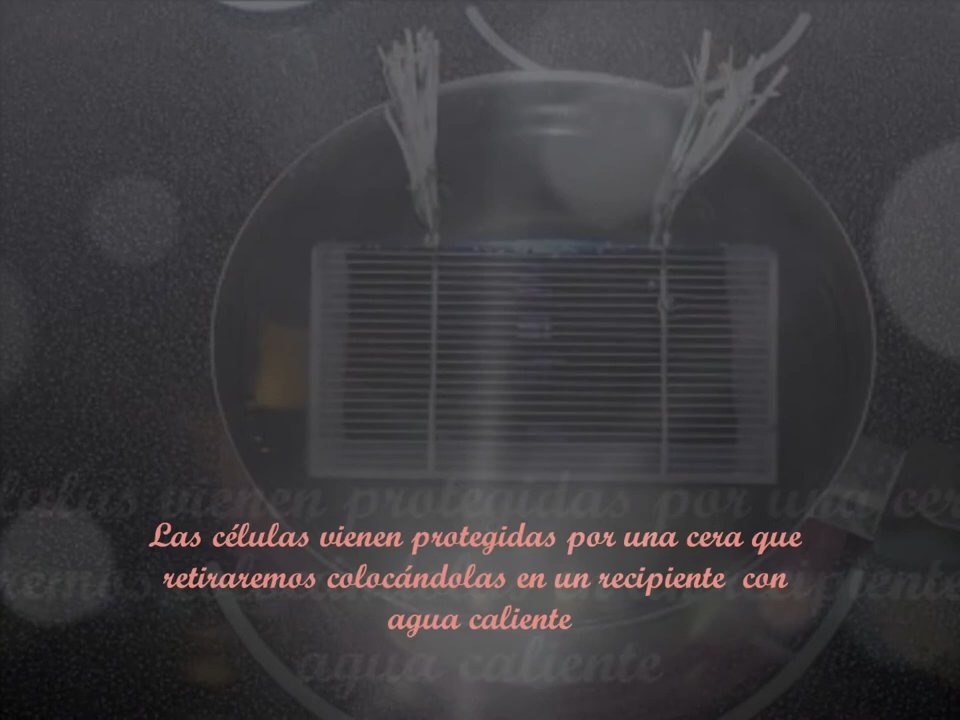 Las células vienen protegidas por una cera que
retiraremos colocándolas en un recipiente con
agua caliente